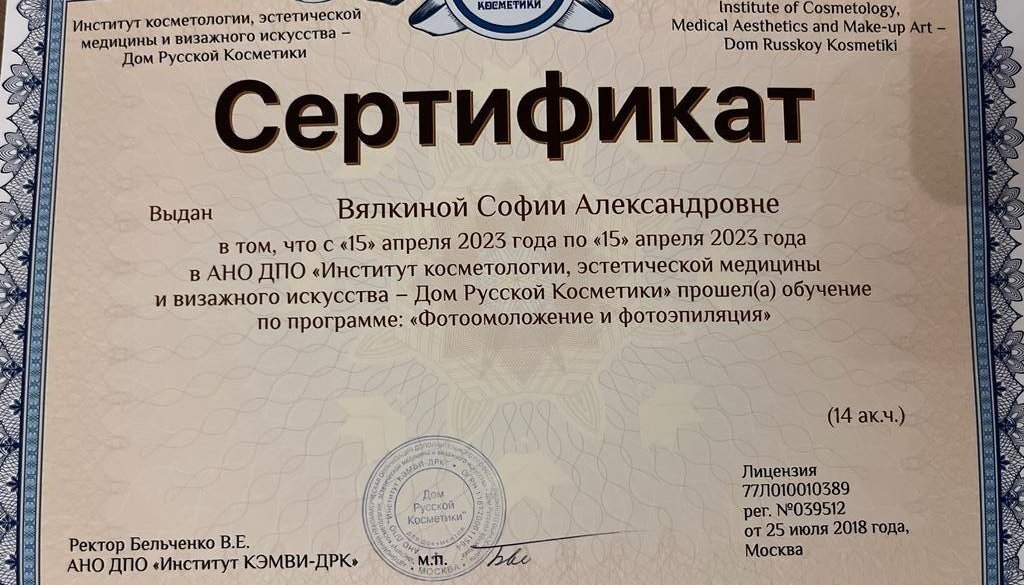 Институт косметологии, эстетической
медицины и визажного искусства –
Дом Русской Косметики
КОСМЕТИКИ
Institute of Cosmetology,
Medical Aesthetics and Make-up Art –
Dom Russkoy Kosmetiki
Сертификат
Выдан Вялкиной Софии Александровне
в том, что с «15» апреля 2023 года по «15» апреля 2023 года
в АНО ДПО «Институт косметологии, эстетической медицины
и визажного искусства – Дом Русской Косметики» прошел(а) обучение
по программе: «Фотоомоложение и фотоэпиляция»
(14 ак.ч.)
Лицензия
77Л010010389
рег. №039512
от 25 июля 2018 года,
Москва
Дом
Русской
Косметики"
МОСКВА
Ректор Бельченко В.Е.
АНО ДПО «Институт КЭМВИ-ДРК»
м.п.